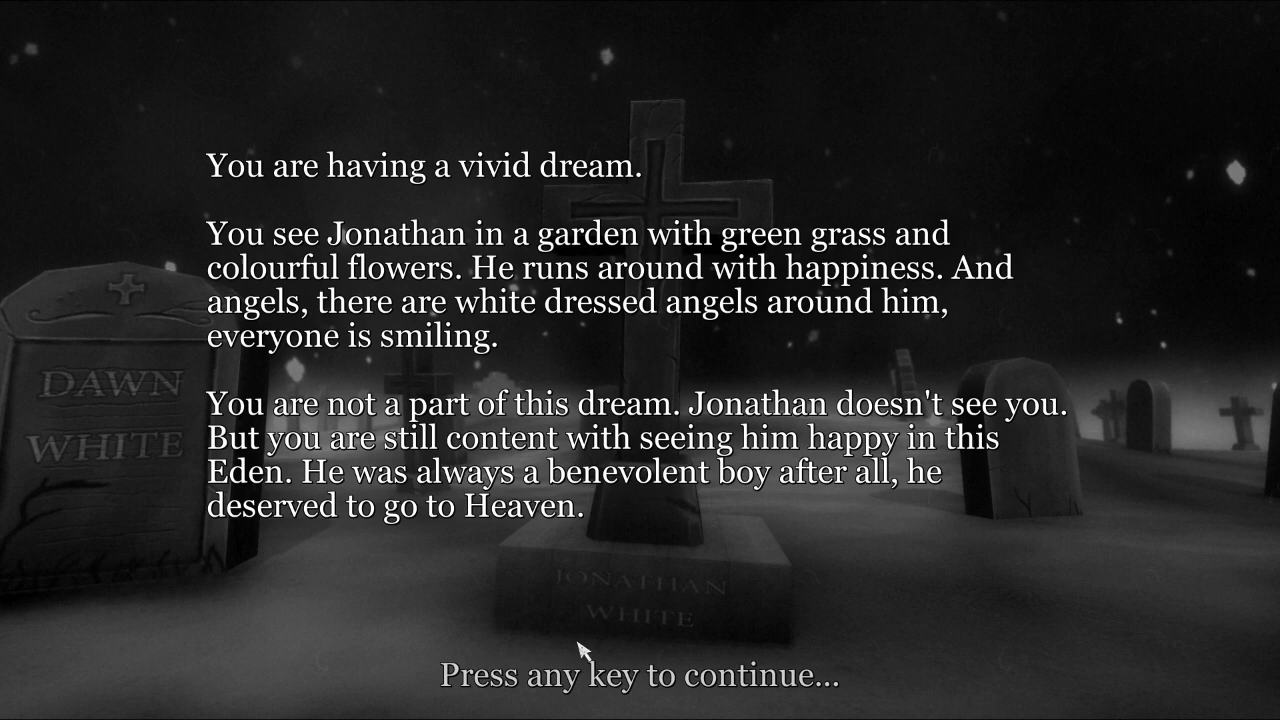 You are having a vivid dream.
You see Jonathan in a garden with green grass and
colourful flowers. He runs around with happiness. And
angels, there are white dressed angels around him,
everyone is smiling.
DAWN
WHITE
You are not a part of this dream. Jonathan doesn't see you.
But you are still content with seeing him happy in this
Eden. He was always a benevolent boy after all, he
deserved to go to Heaven.
JONATHAN
WHITE
Press any key to continue...